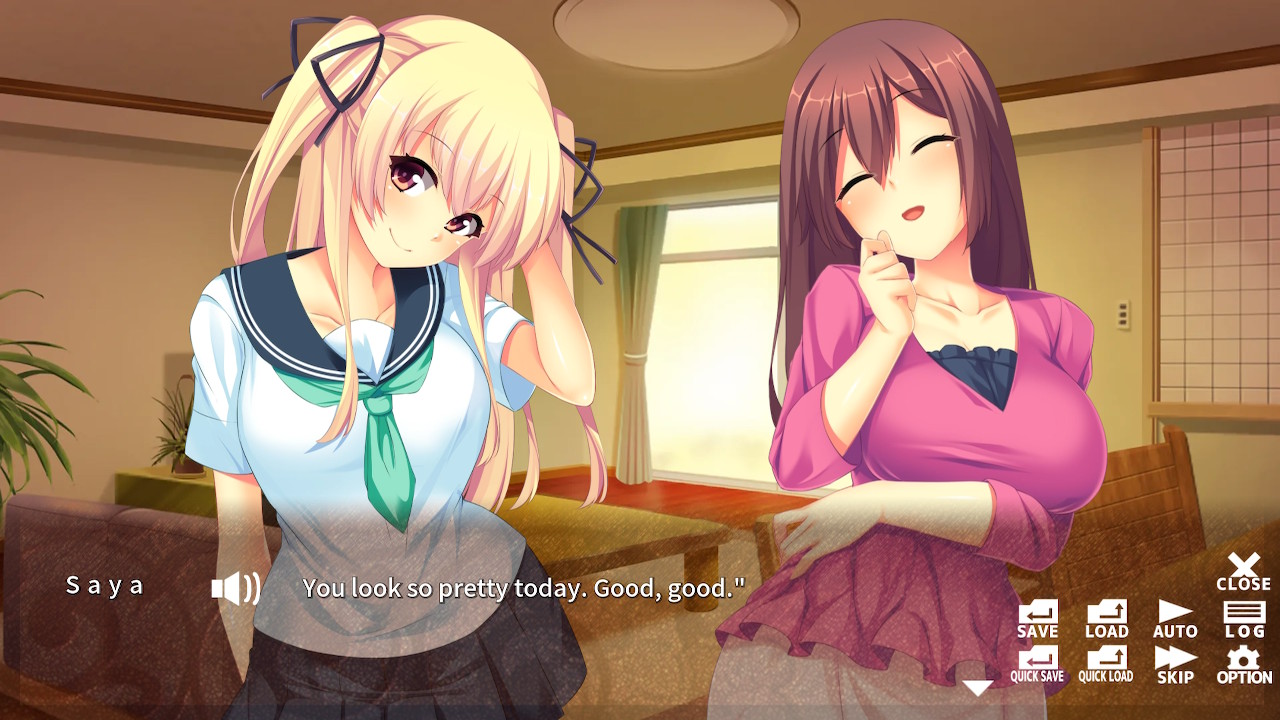 Saya
You look so pretty today. Good, good."
CLOSE
SAVE
LOAD
AUTO
LOG
QUICK SAVE
QUICK LOAD
SKIP
OPTION